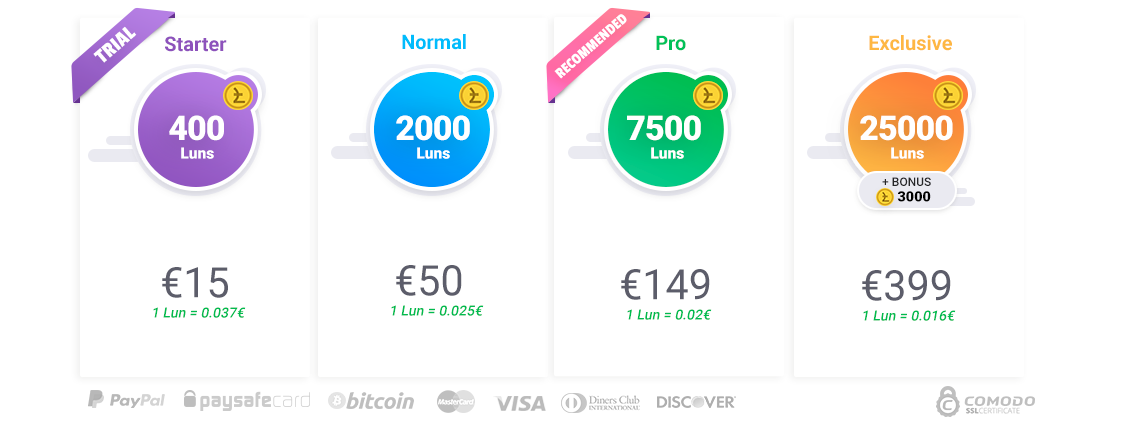 TRIAL
Starter
400
Luns
€15
1 Lun = 0.037€
Normal
2000
Luns
€50
1 Lun = 0.025€
RECOMMENDED
Pro
7500
Luns
€149
1 Lun = 0.02€
Exclusive
25000
Luns
+ BONUS
3000
€399
1 Lun = 0.016€
PayPal
paysafecard
bitcoin
MasterCard
VISA
Diners Club
INTERNATIONAL
DISCOVER
COMODO
SSL CERTIFICATE